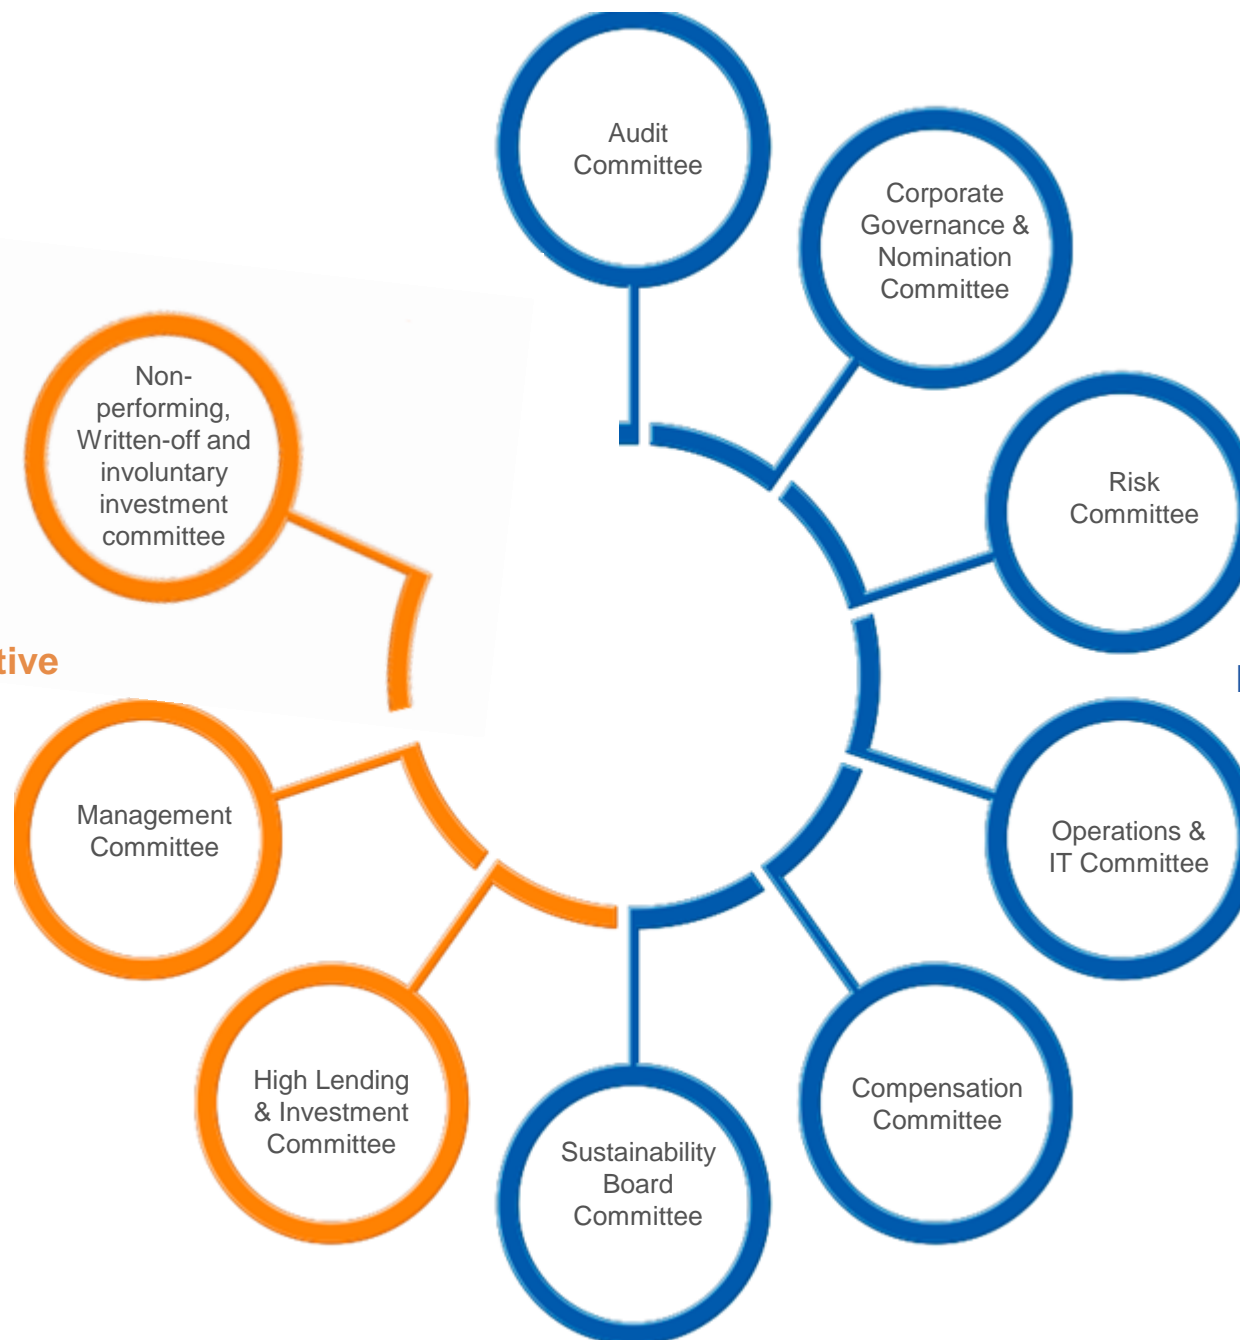 Audit
Committee
Corporate
Governance &
Nomination
Committee
Risk
Committee
Operations &
IT Committee
Compensation
Committee
Sustainability
Board
Committee
High Lending
& Investment
Committee
Management
Committee
Non-
performing,
Written-off and
involuntary
investment
committee
tive